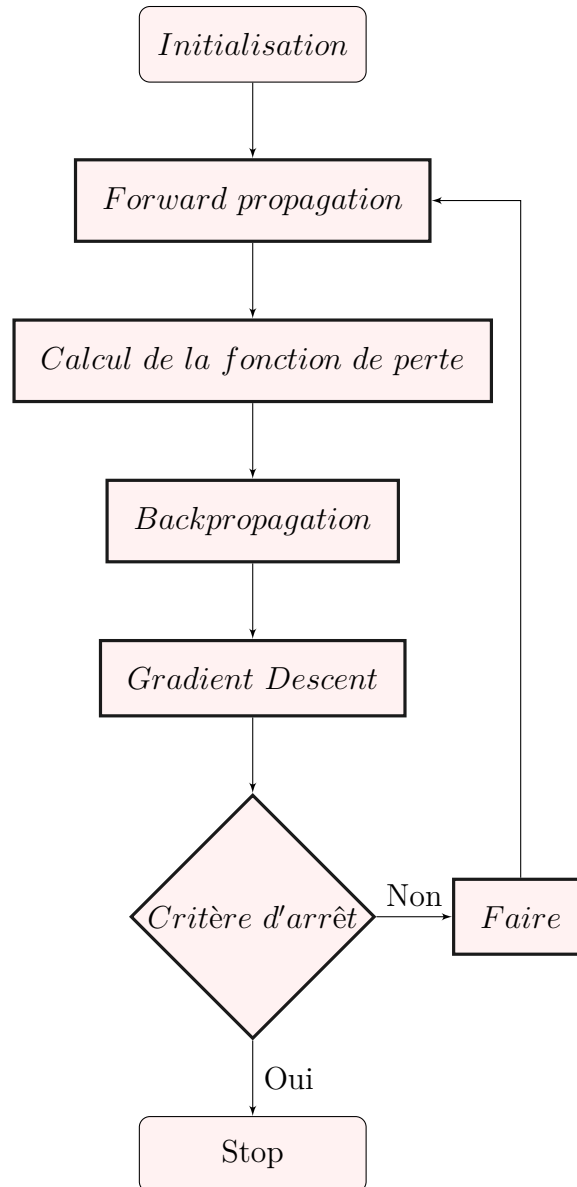 Initialisation
Forward propagation
Calcul de la fonction de perte
Backpropagation
Gradient Descent
Critère d'arrêt
Non
Faire
Oui
Stop